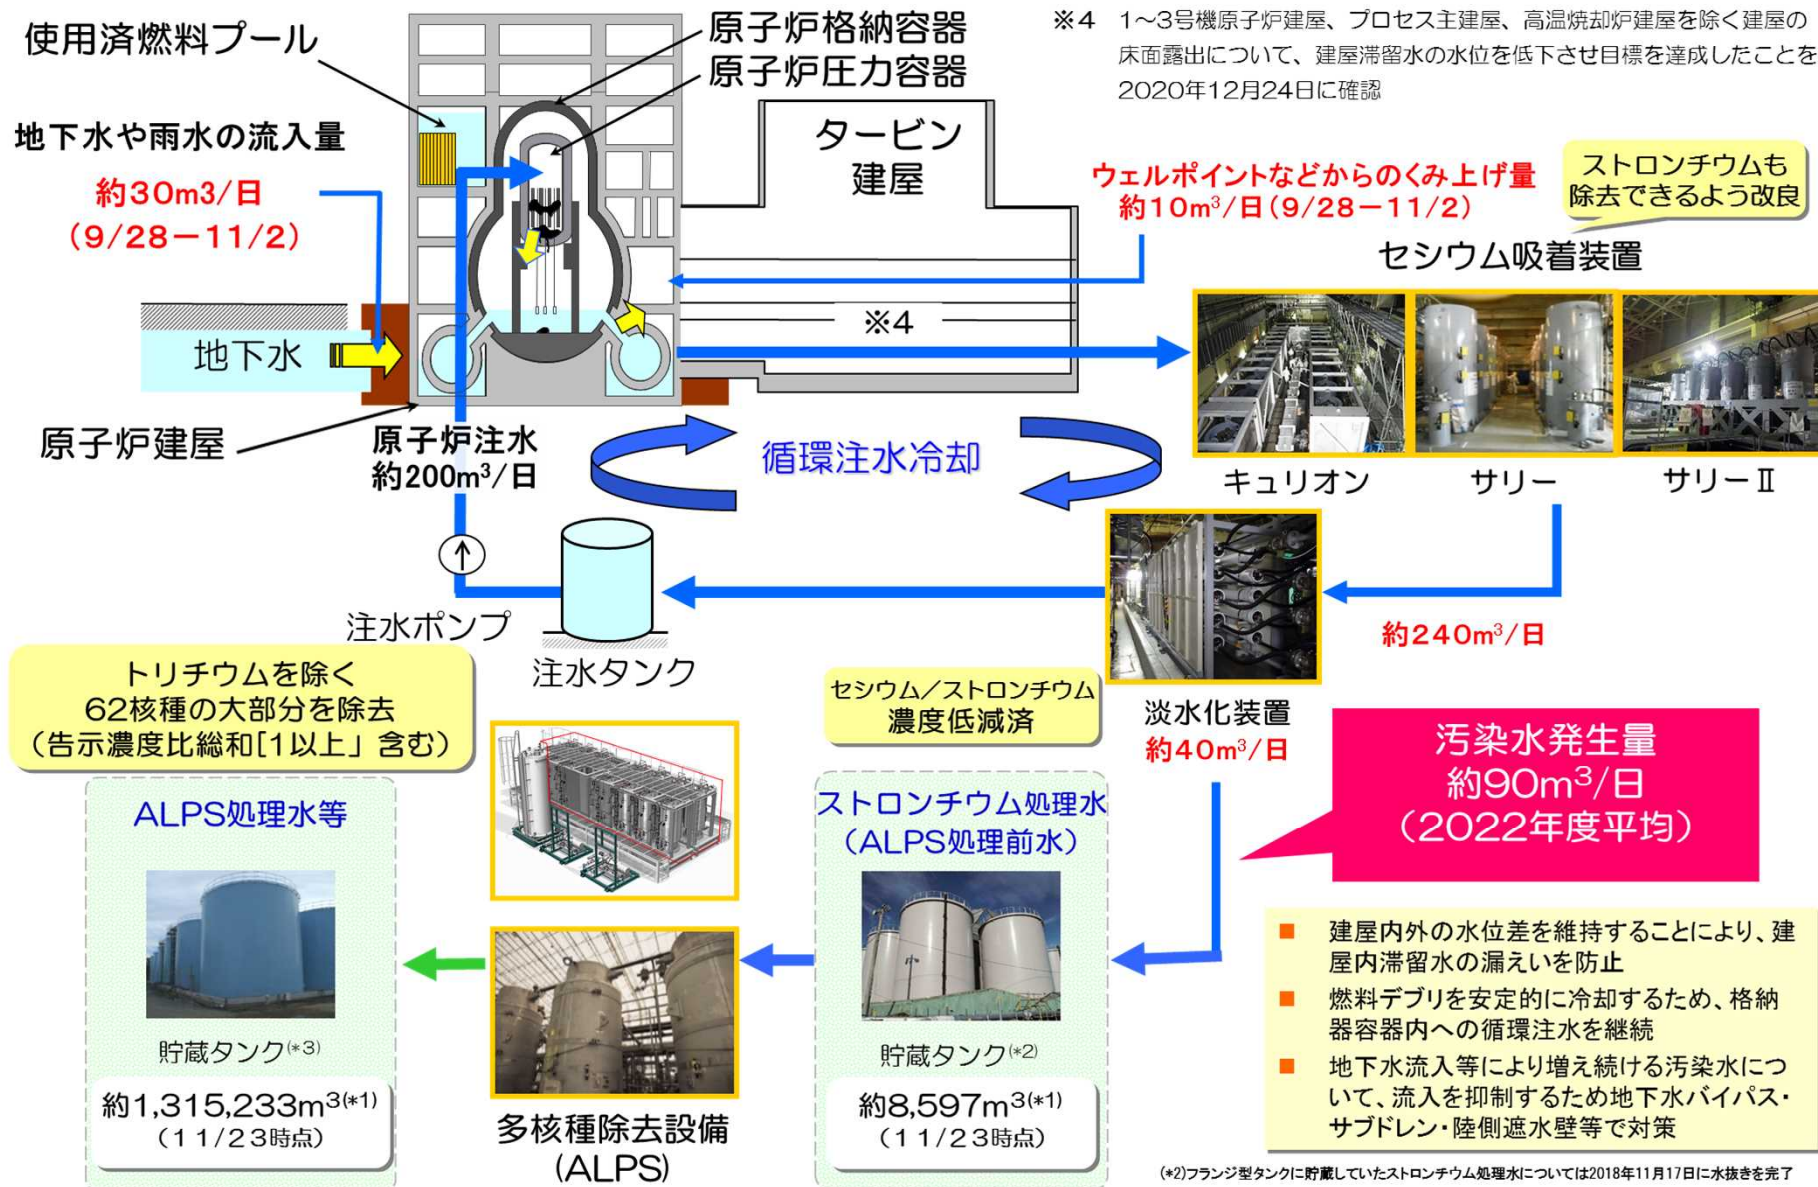 使用済燃料プール
原子炉格納容器
原子炉圧力容器
※4 1～3号機原子炉建屋、プロセス主建屋、高温焼却炉建屋を除く建屋の
床面露出について、建屋滞留水の水位を低下させ目標を達成したことを
2020年12月24日に確認
地下水や雨水の流入量
約30m3/日
（9/28－11/2）
タービン
建屋
ウェルポイントなどからのくみ上げ量
約10m³/日（9/28－11/2）
ストロンチウムも
除去できるよう改良
セシウム吸着装置
※4
地下水
原子炉建屋
原子炉注水
約200m³/日
循環注水冷却
キュリオン
サリー
サリーⅡ
注水ポンプ
注水タンク
約240m³/日
トリチウムを除く
62核種の大部分を除去
（告示濃度比総和[1以上」含む）
セシウム／ストロンチウム
濃度低減済
淡水化装置
約40m³/日
汚染水発生量
約90m³/日
（2022年度平均）
ALPS処理水等
貯蔵タンク(*3)
約1,315,233m³(*1)
（11/23時点）
多核種除去設備
(ALPS)
ストロンチウム処理水
（ALPS処理前水）
貯蔵タンク(*2)
約8,597m³(*1)
（11/23時点）
■ 建屋内外の水位差を維持することにより、建
屋内滞留水の漏えいを防止
■ 燃料デブリを安定的に冷却するため、格納
器容器内への循環注水を継続
■ 地下水流入等により増え続ける汚染水につ
いて、流入を抑制するため地下水バイパス・
サブドレン・陸側遮水壁等で対策
(*2)フランジ型タンクに貯蔵していたストロンチウム処理水については2018年11月17日に水抜きを完了